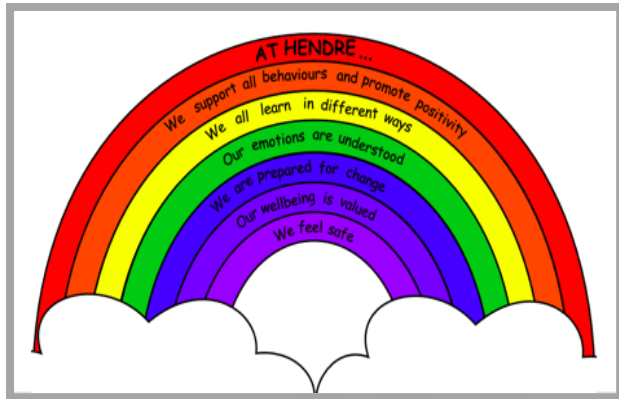 AT HENDRE...
We support all behaviours and promote positivity
We all learn in different ways
Our emotions are understood
We are prepared for change
Our wellbeing is valued
We feel safe